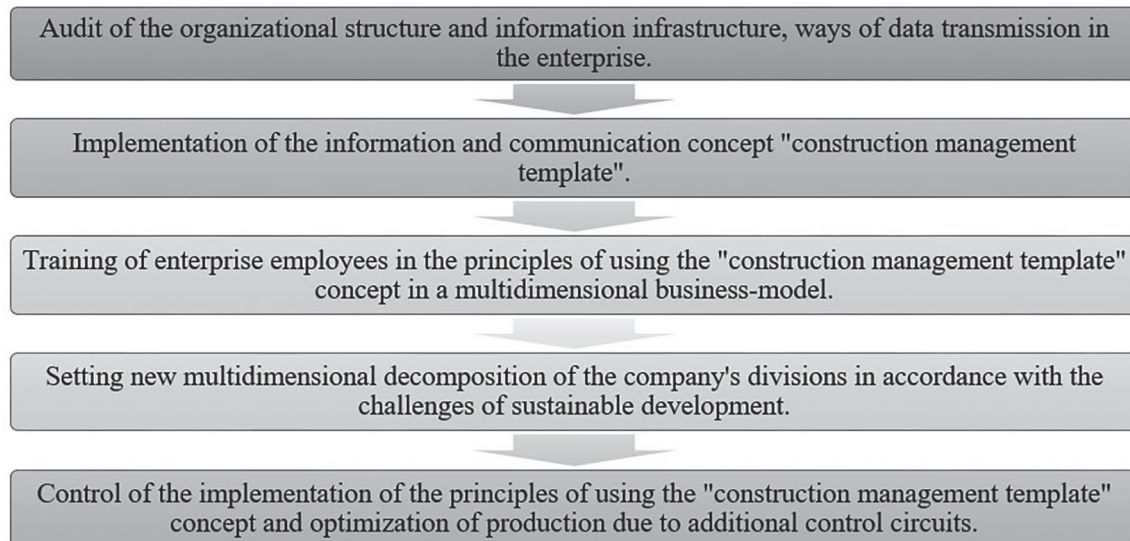 Audit of the organizational structure and information infrastructure, ways of data transmission in
the enterprise.
Implementation of the information and communication concept "construction management
template".
Training of enterprise employees in the principles of using the "construction management template"
concept in a multidimensional business-model.
Setting new multidimensional decomposition of the company's divisions in accordance with the
challenges of sustainable development.
Control of the implementation of the principles of using the "construction management template"
concept and optimization of production due to additional control circuits.